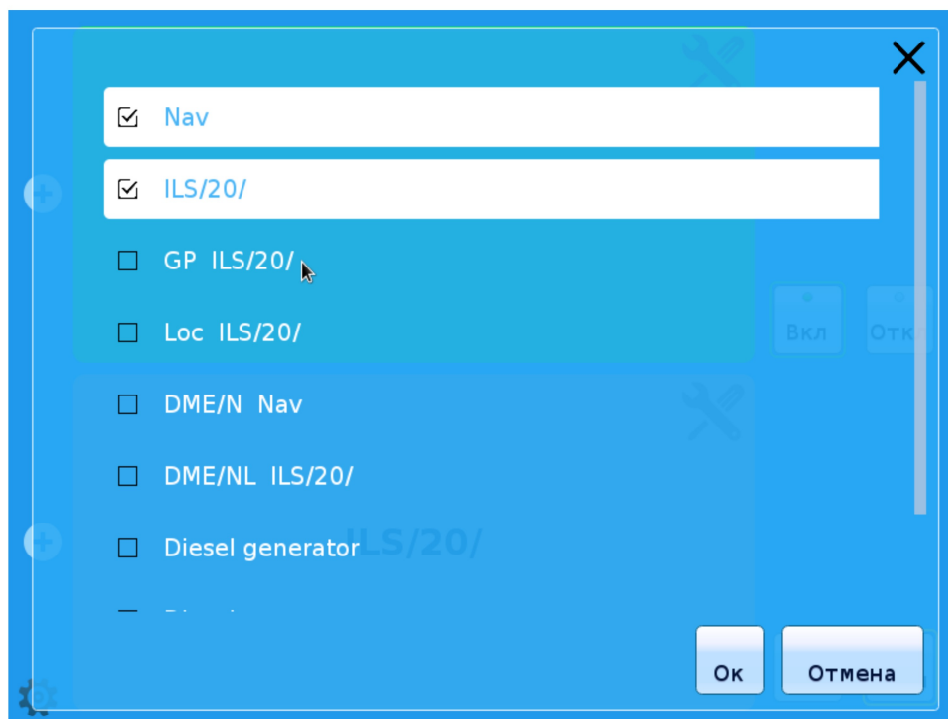 Nav
ILS/20/
GP ILS/20/
Loc ILS/20/
Вкл
DME/N Nav
DME/NL ILS/20/
Diesel generator
ILS/20/
Ок
Отмена